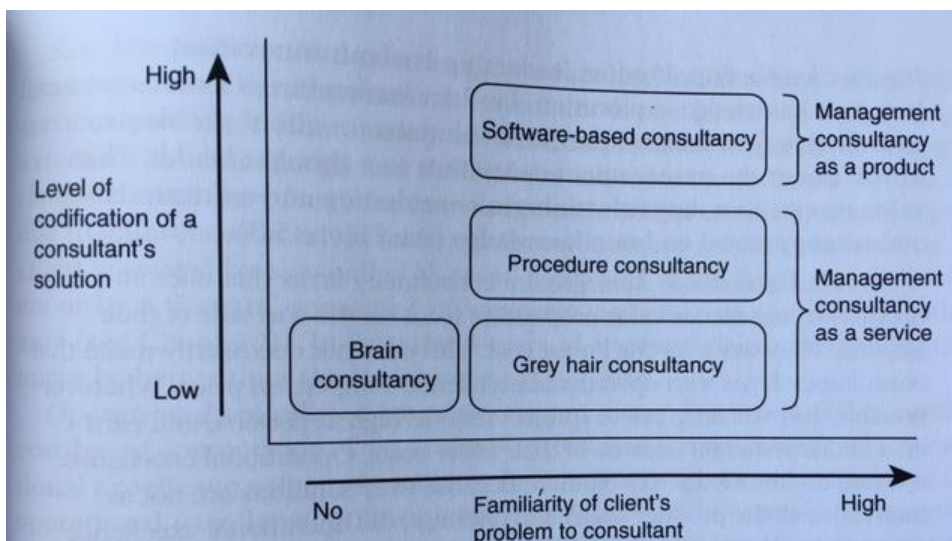 High
Level of
codification of a
consultant's
solution
Low
Software-based consultancy
Procedure consultancy
Brain
consultancy
Grey hair consultancy
Management
consultancy
as a product
Management
consultancy
as a service
No
Familiarity of client's
problem to consultant
High